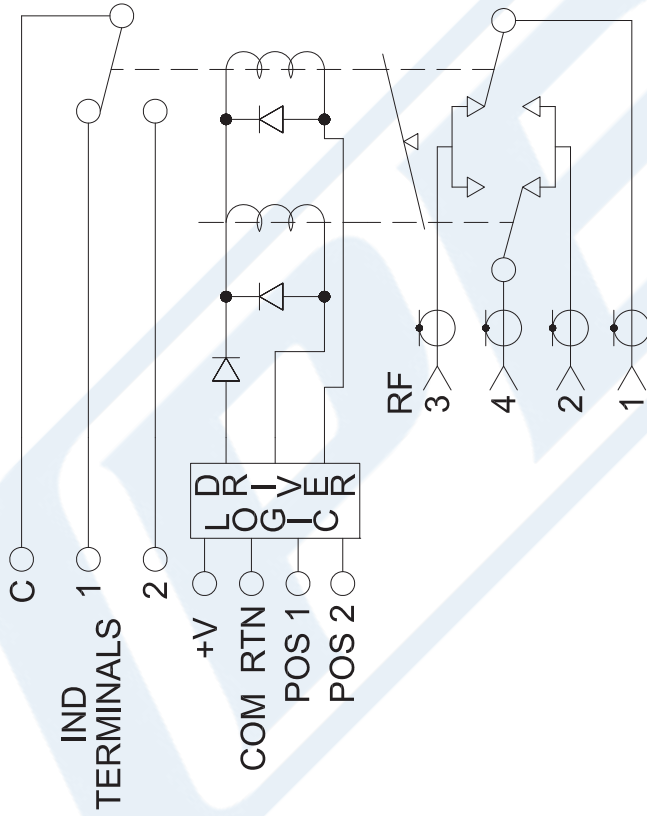 C
1
2
IND
TERMINALS
+V
COM RTN
POS 1
POS 2
LOGIC
DRIVER
RF
3
4
2
1